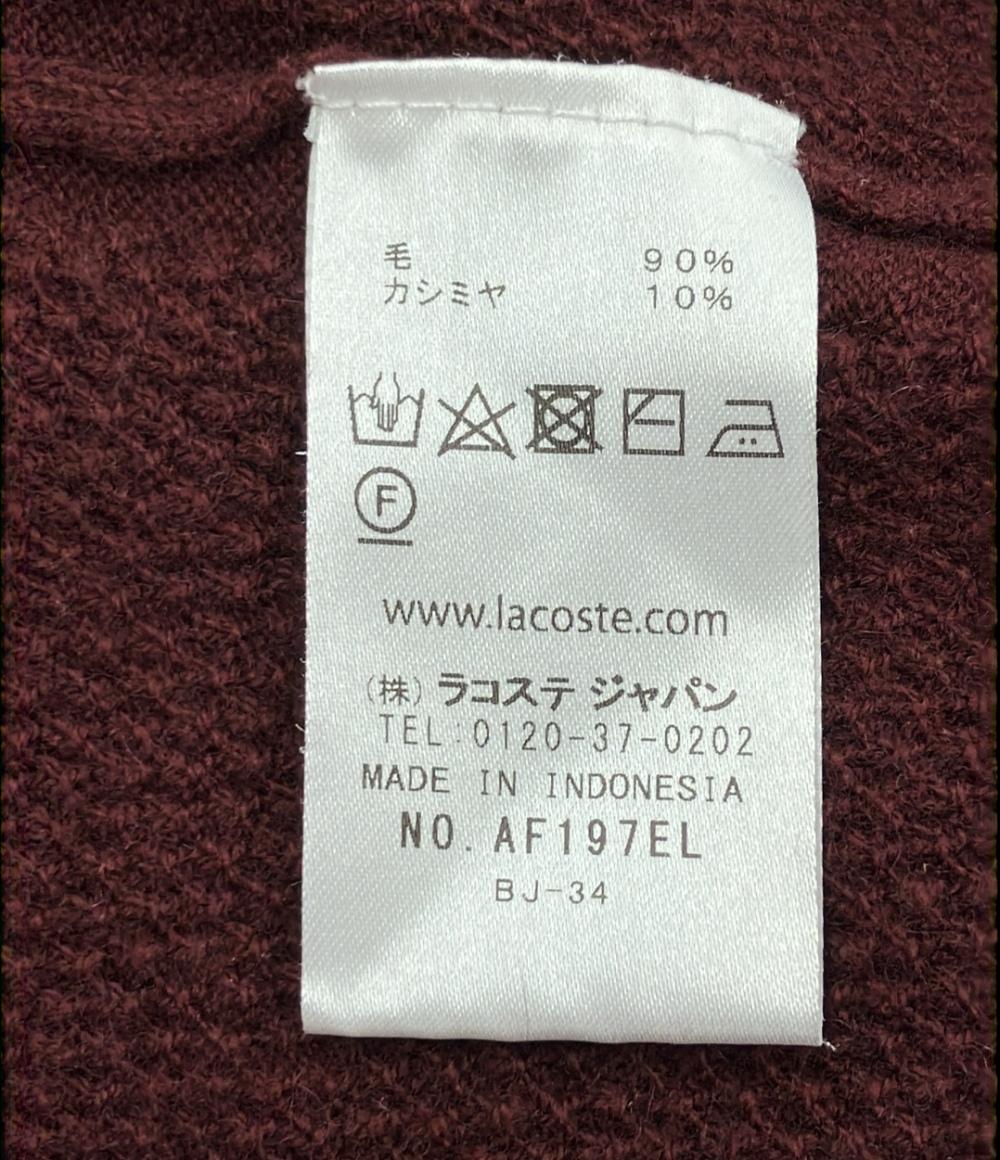 毛 90%
カシミヤ 10%
F
www.lacoste.com
(株) ラコステ ジャパン
TEL:0120-37-0202
MADE IN INDONESIA
NO. AF197EL
BJ-34